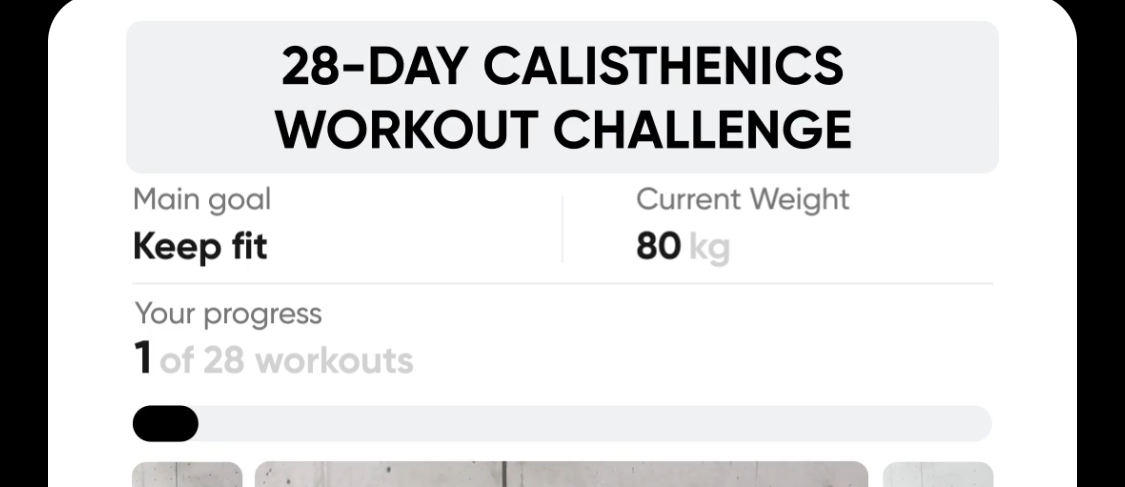 28-DAY CALISTHENICS
WORKOUT CHALLENGE
Main goal
Keep fit
Current Weight
80 kg
Your progress
1 of 28 workouts